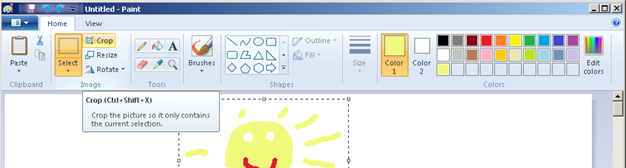 Untitled - Paint
Home View
Paste
Clipboard
Select
Crop
Resize
Rotate
Image
A
Tools
Brushes
Outline
Fill
Shapes
Size
Color 1
Color 2
Edit colors
Colors
Crop (Ctrl+Shift+X)
Crop the picture so it only contains
the current selection.